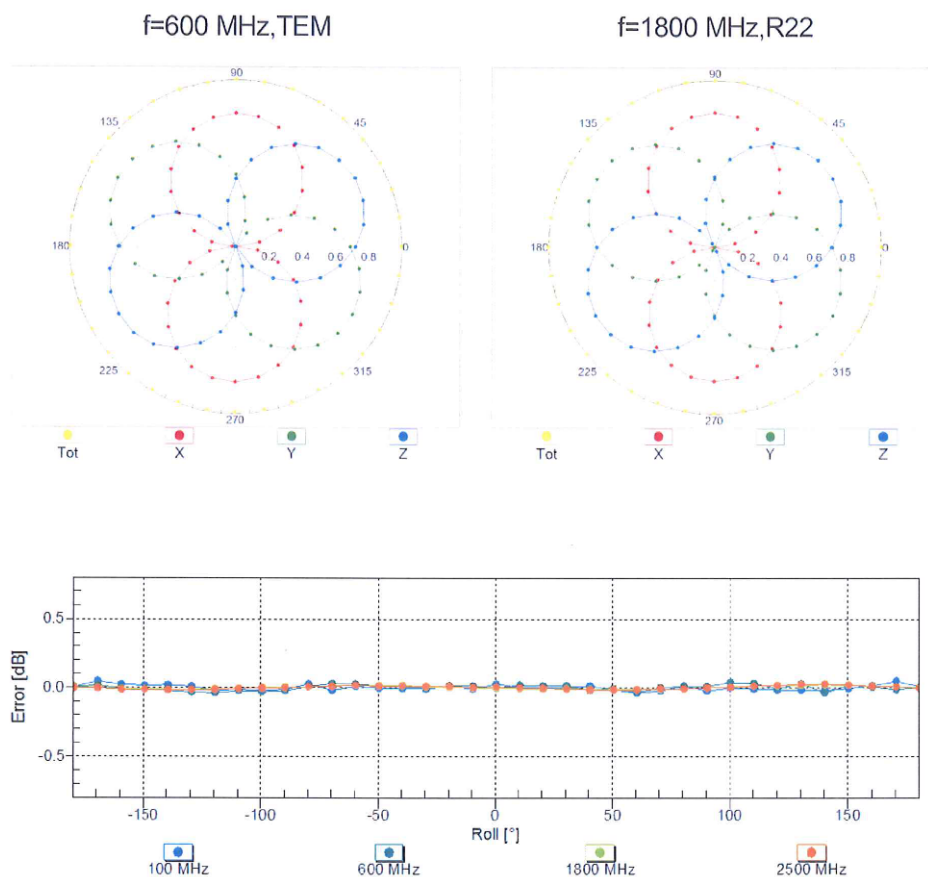 f=600 MHz,TEM
f=1800 MHz,R22
90
135
45
180
0
0.2 0.4 0.6 0.8
225
315
270
Tot X Y Z
90
135
45
180
0
0.2 0.4 0.6 0.8
225
315
270
Tot X Y Z
Error [dB]
0.5
0.0
-0.5
-150 -100 -50 0 50 100 150
Roll [°]
100 MHz 600 MHz 1800 MHz 2500 MHz